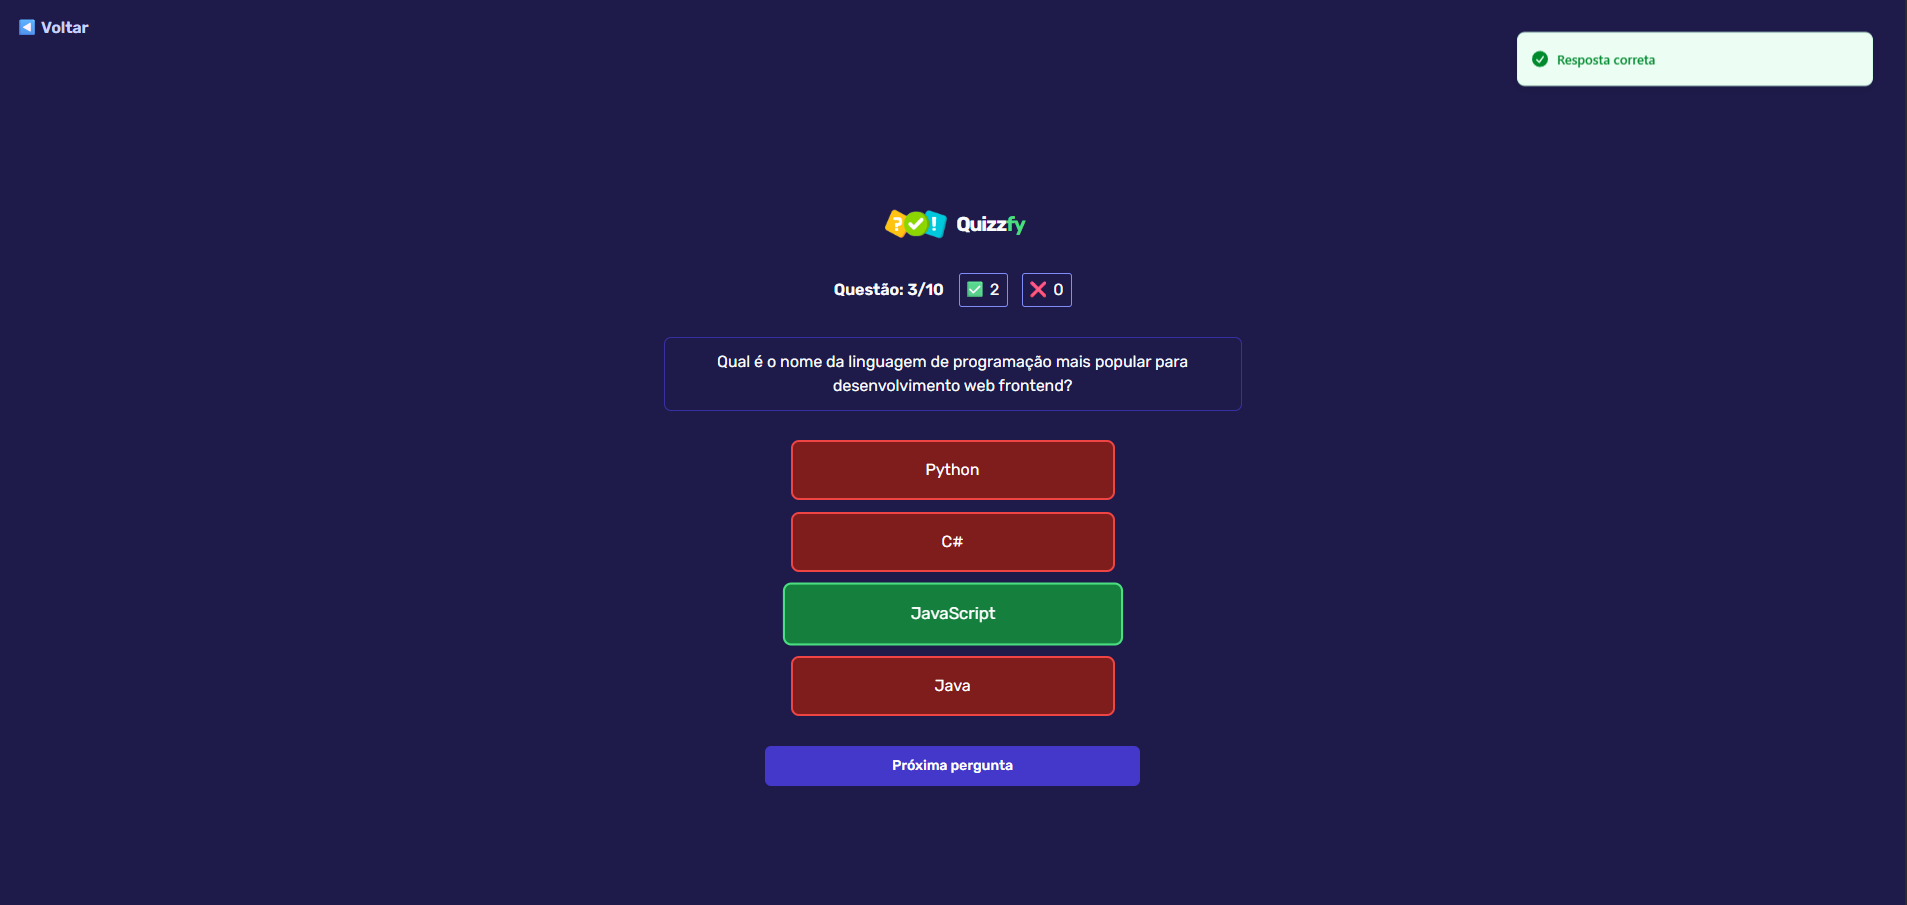 Voltar
Resposta correta
Quizzfy
Questão: 3/10 2 0
Qual é o nome da linguagem de programação mais popular para
desenvolvimento web frontend?
Python
C#
JavaScript
Java
Próxima pergunta